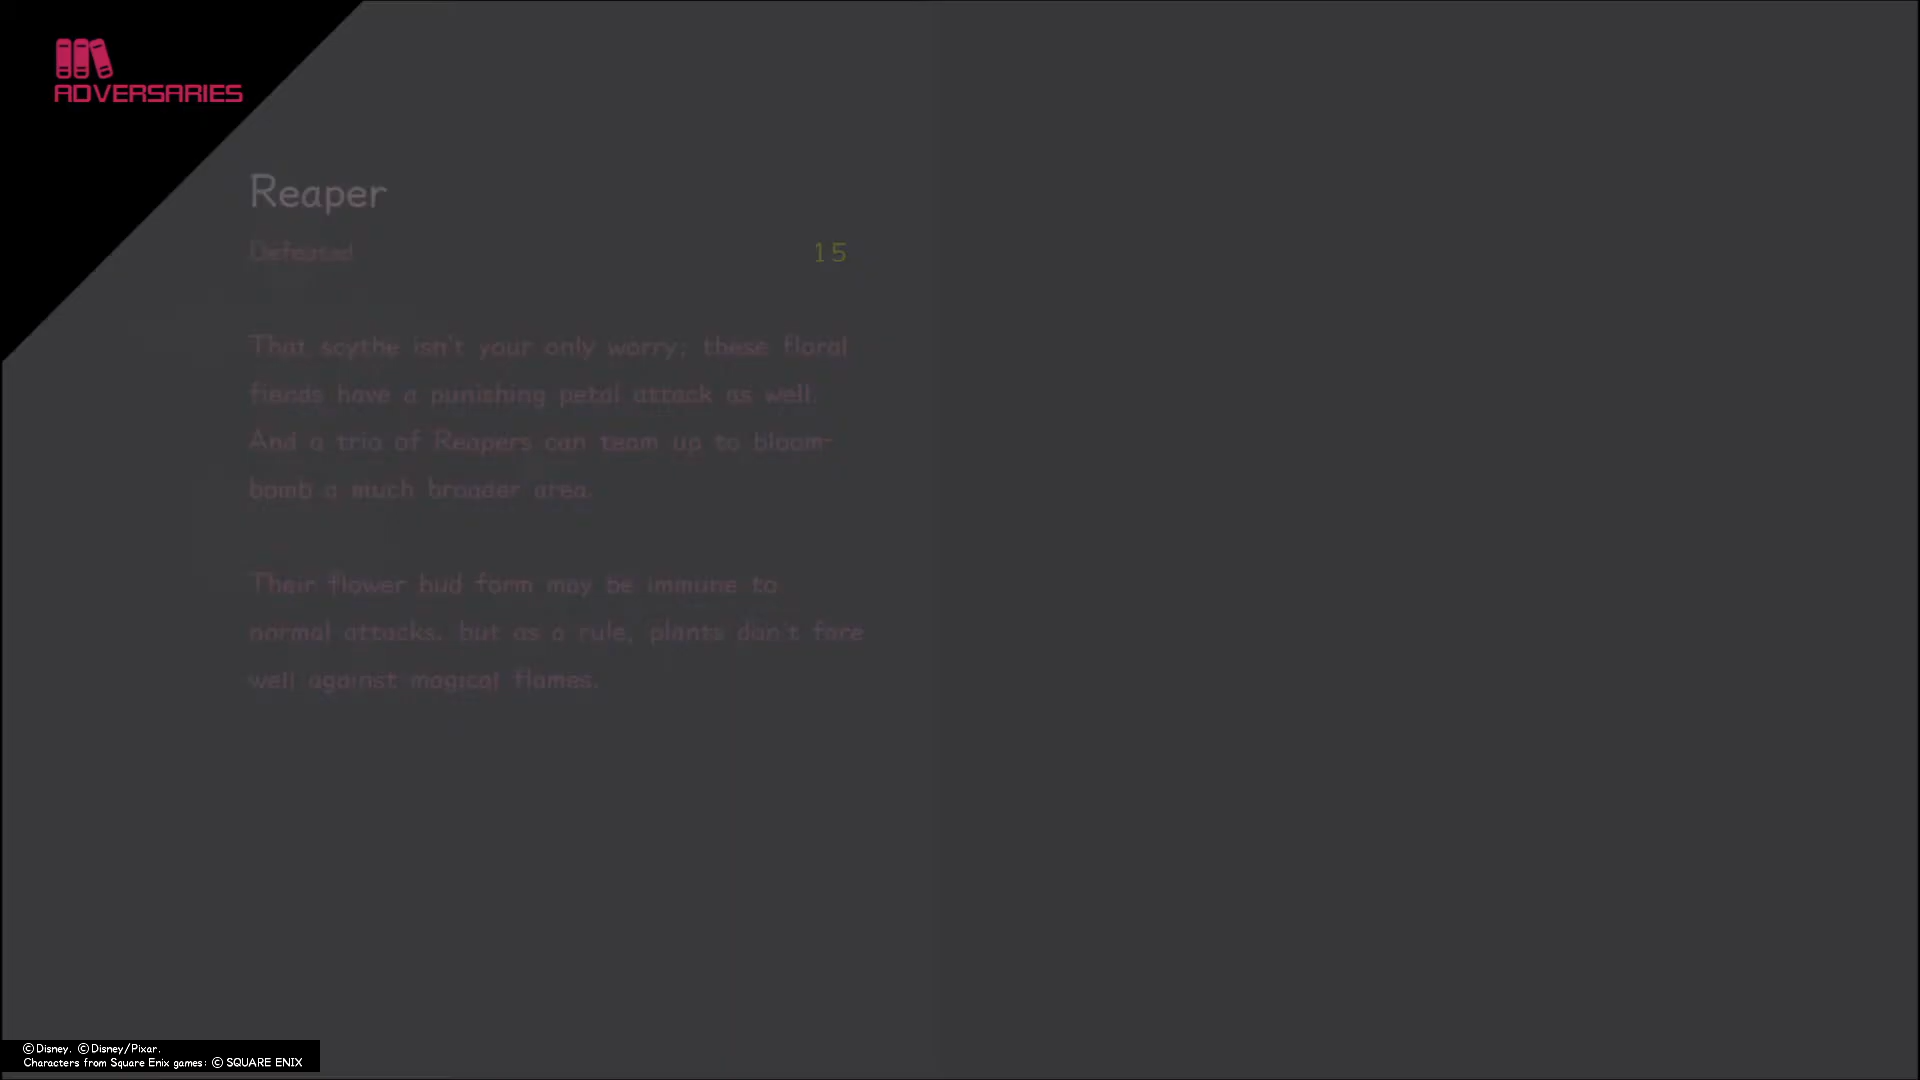 ADVERSARIES
Reaper
Defeated
15
That scythe isn't your only worry; these floral
fiends have a punishing petal attack as well.
And a trio of Reapers can team up to bloom-
bomb a much broader area.
Their flower bud form may be immune to
normal attacks, but as a rule, plants don't fare
well against magical flames.
©Disney. ©Disney/Pixar.
Characters from Square Enix games: © SQUARE ENIX